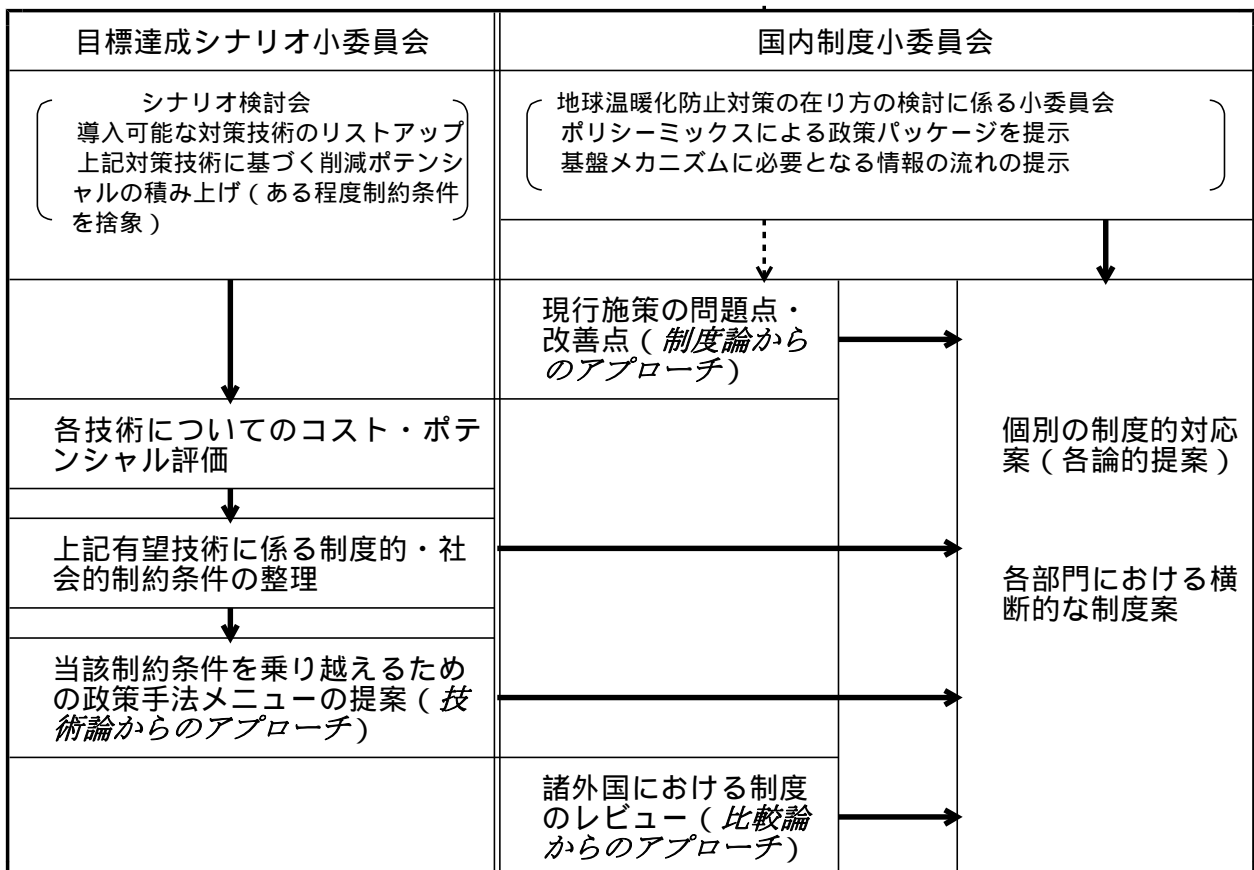 目標達成シナリオ小委員会
国内制度小委員会
シナリオ検討会
導入可能な対策技術のリストアップ
上記対策技術に基づく削減ポテンシ
ャルの積み上げ(ある程度制約条件
を捨象)
地球温暖化防止対策の在り方の検討に係る小委員会
ポリシーミックスによる政策パッケージを提示
基盤メカニズムに必要となる情報の流れの提示
現行施策の問題点・
改善点(制度論から
のアプローチ)
各技術についてのコスト・ポテ
ンシャル評価
個別の制度的対応
案(各論的提案)
上記有望技術に係る制度的・社
会的制約条件の整理
各部門における横
断的な制度案
当該制約条件を乗り越えるため
の政策手法メニューの提案(技
術論からのアプローチ)
諸外国における制度
のレビュー(比較論
からのアプローチ)